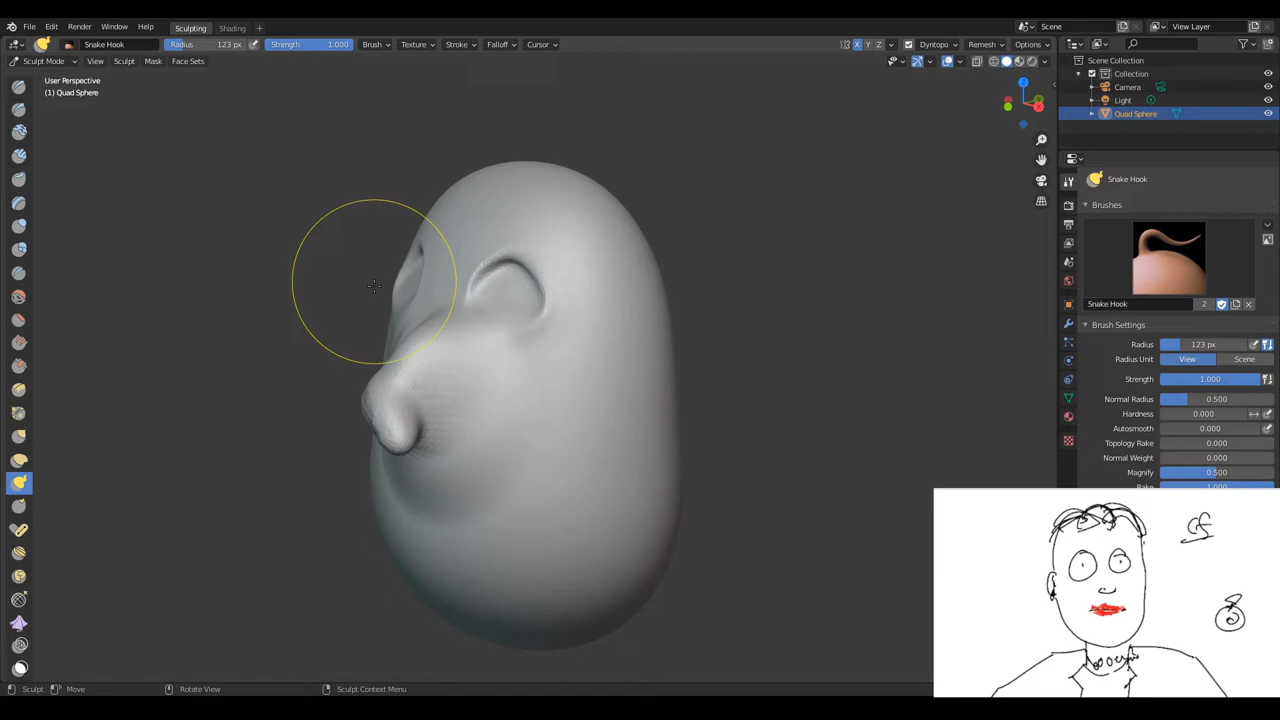 File Edit Render Window Help Sculpting Shading + Scene View Layer
Snake Hook Radius 123 px Strength 1.000 Brush Texture Stroke Falloff Cursor X Y Z Dyntopo Remesh Options
Sculpt Mode View Sculpt Mask Face Sets
User Perspective
(1) Quad Sphere
Z
X
Scene Collection
Collection
Camera
Light
Quad Sphere
Snake Hook
Brushes
Snake Hook 2
Brush Settings
Radius 123 px
Radius Unit View Scene
Strength 1.000
Normal Radius 0.500
Hardness 0.000
Autosmooth 0.000
Topology Rake 0.000
Normal Weight 0.000
Magnify 0.500
Rake 1.000
Sculpt Move Rotate View Sculpt Context Menu